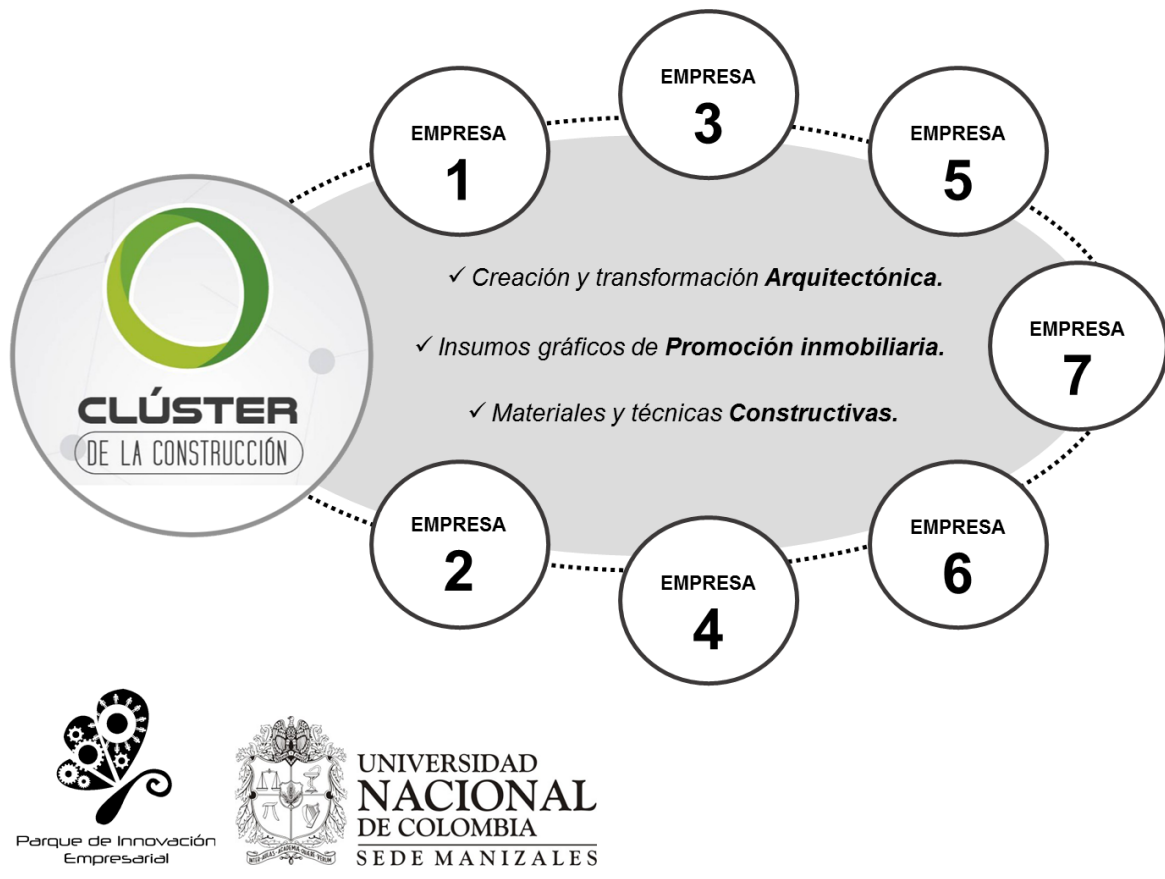 EMPRESA
1
EMPRESA
3
EMPRESA
5
EMPRESA
7
✓ Creación y transformación Arquitectónica.
✓ Insumos gráficos de Promoción inmobiliaria.
✓ Materiales y técnicas Constructivas.
CLÚSTER
DE LA CONSTRUCCIÓN
EMPRESA
2
EMPRESA
4
EMPRESA
6
Parque de Innovación
Empresarial
UNIVERSIDAD
NACIONAL
DE COLOMBIA
SEDE MANIZALES